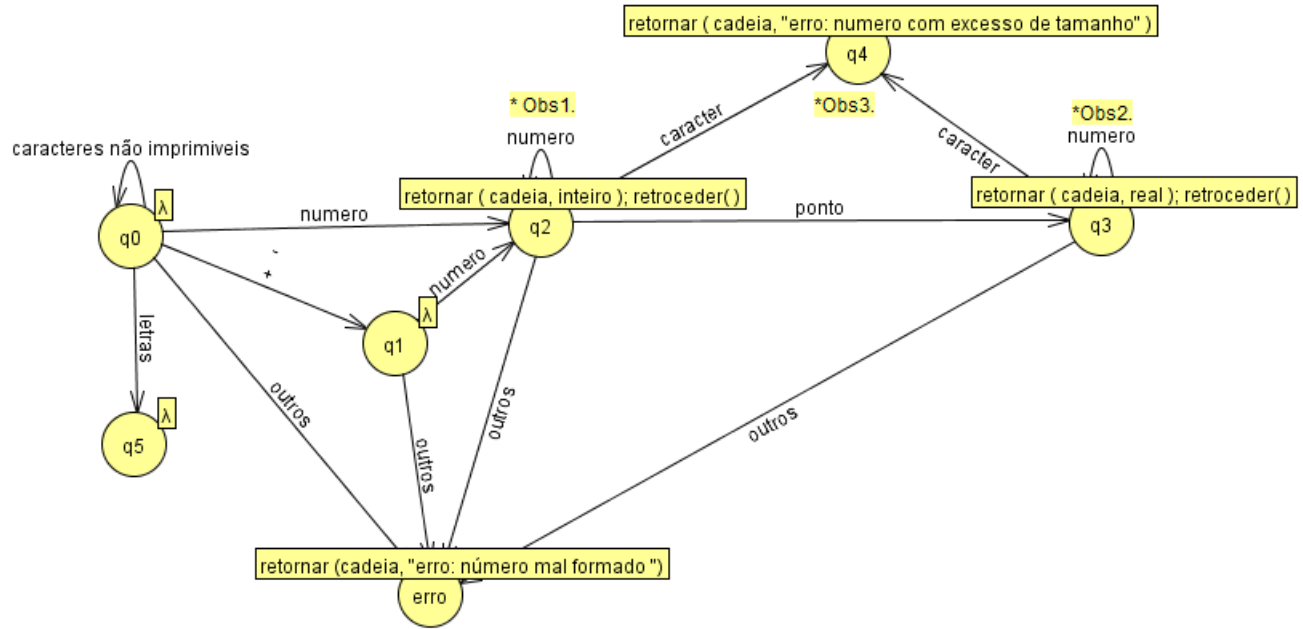 retornar ( cadeia, "erro: numero com excesso de tamanho" )
q4
* Obs1.
numero
caracter
*Obs3.
caracter
*Obs2.
numero
caracteres não imprimiveis
λ
q0
numero
retornar ( cadeia, inteiro ); retroceder( )
q2
ponto
retornar ( cadeia, real ); retroceder( )
q3
-
+
numero
λ
q1
letras
λ
q5
outros
outros
outros
outros
retornar (cadeia, "erro: número mal formado ")
erro